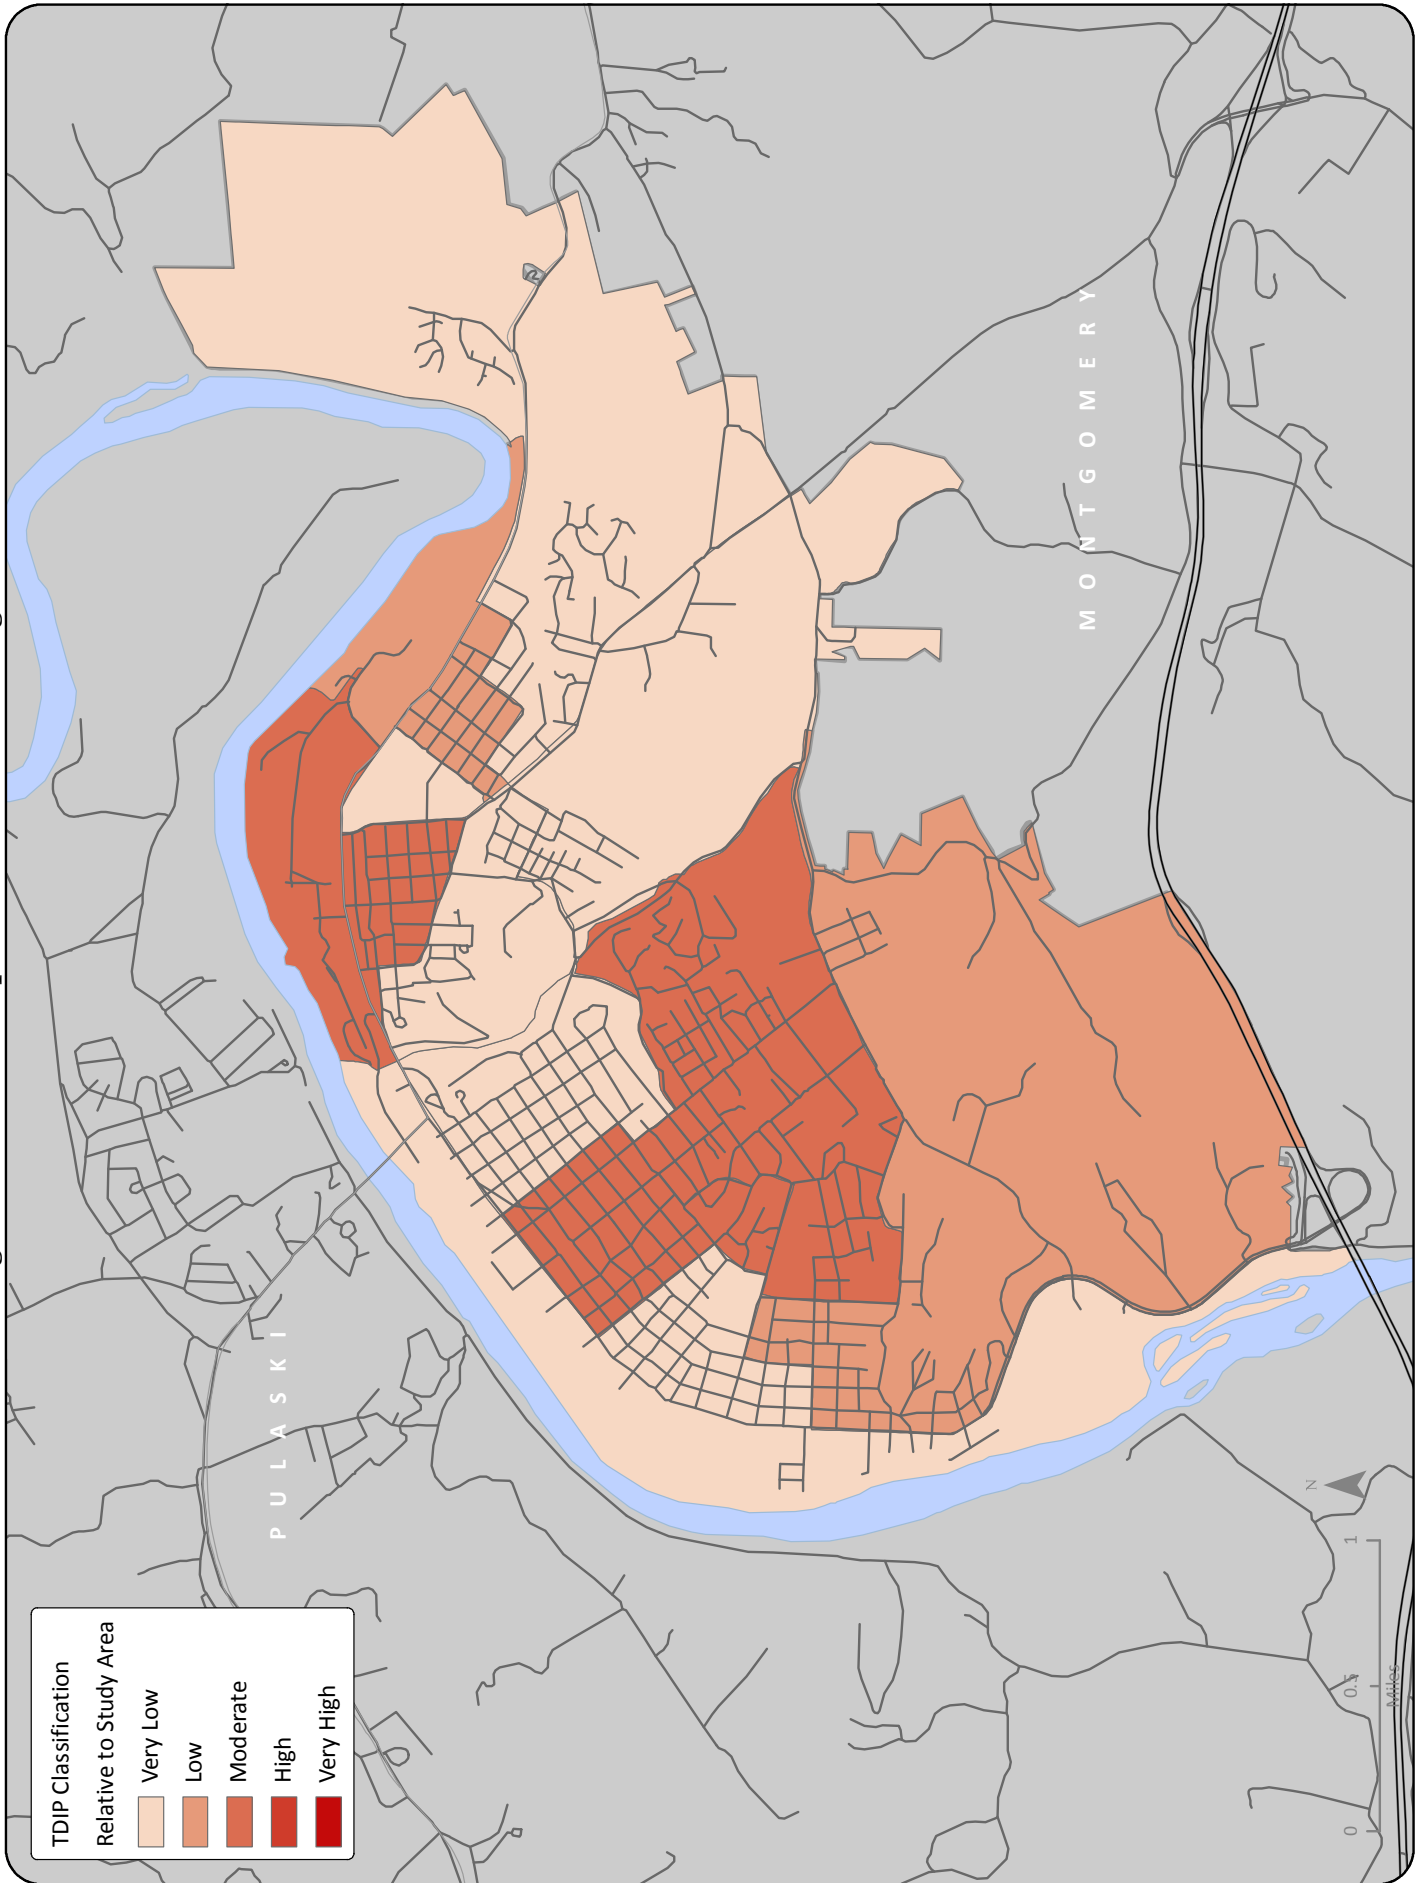 TDIP Classification
Relative to Study Area
Very Low
Low
Moderate
High
Very High
PULASKI
MONTGOMERY
N
0 0.5 1
Miles